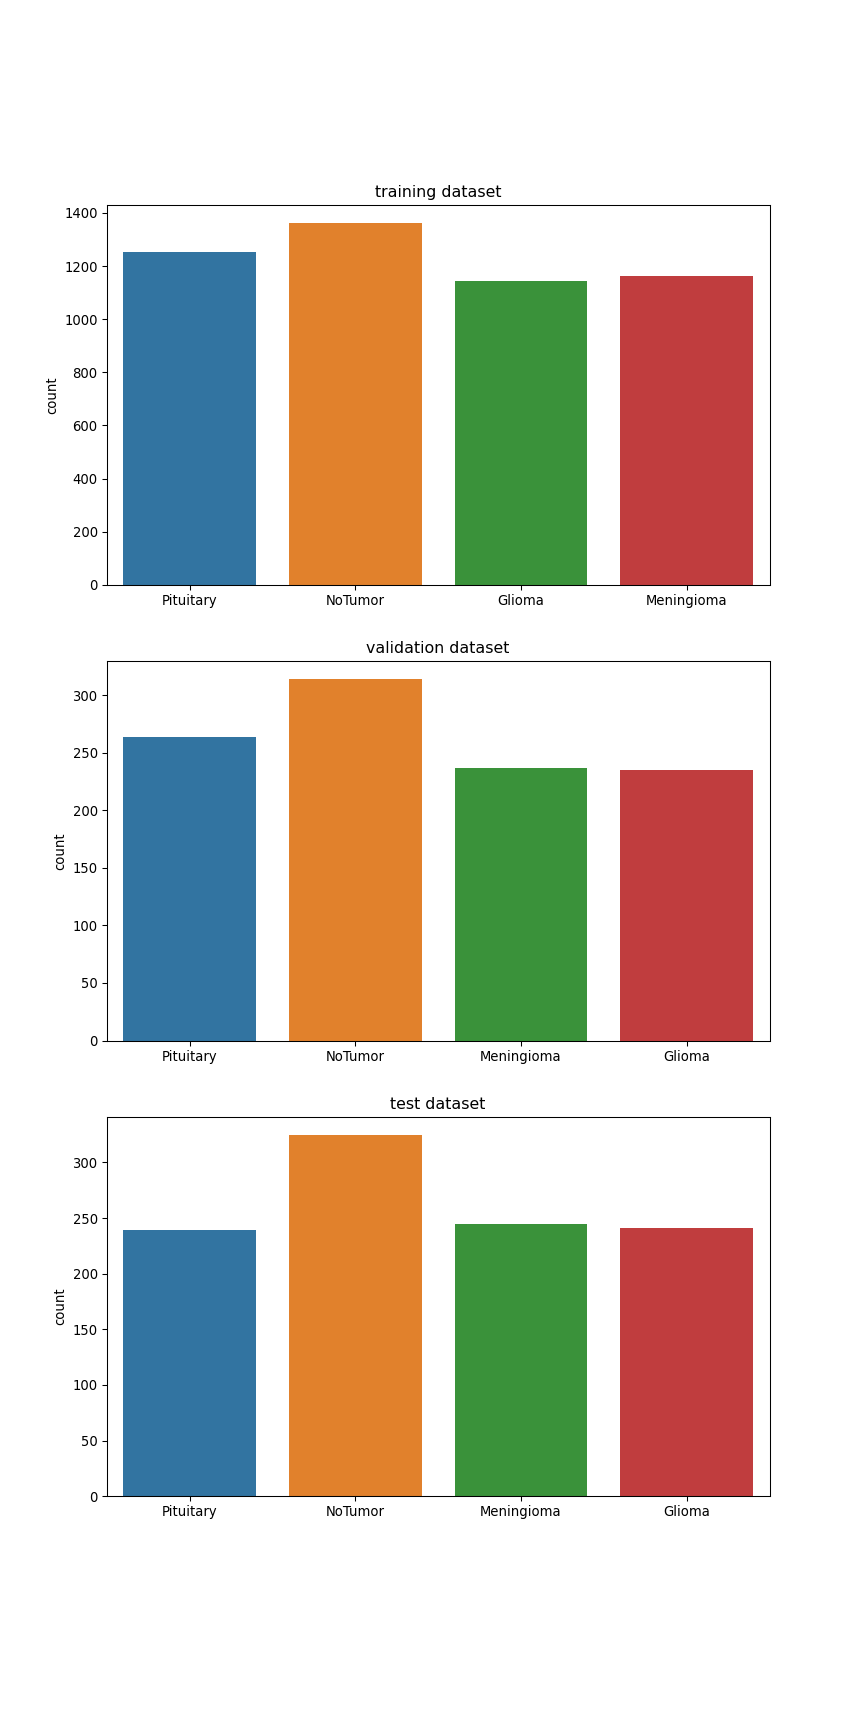 training dataset
1400
1200
1000
800
600
400
200
0
count
Pituitary NoTumor Glioma Meningioma
validation dataset
300
250
200
150
100
50
0
count
Pituitary NoTumor Meningioma Glioma
test dataset
300
250
200
150
100
50
0
count
Pituitary NoTumor Meningioma Glioma